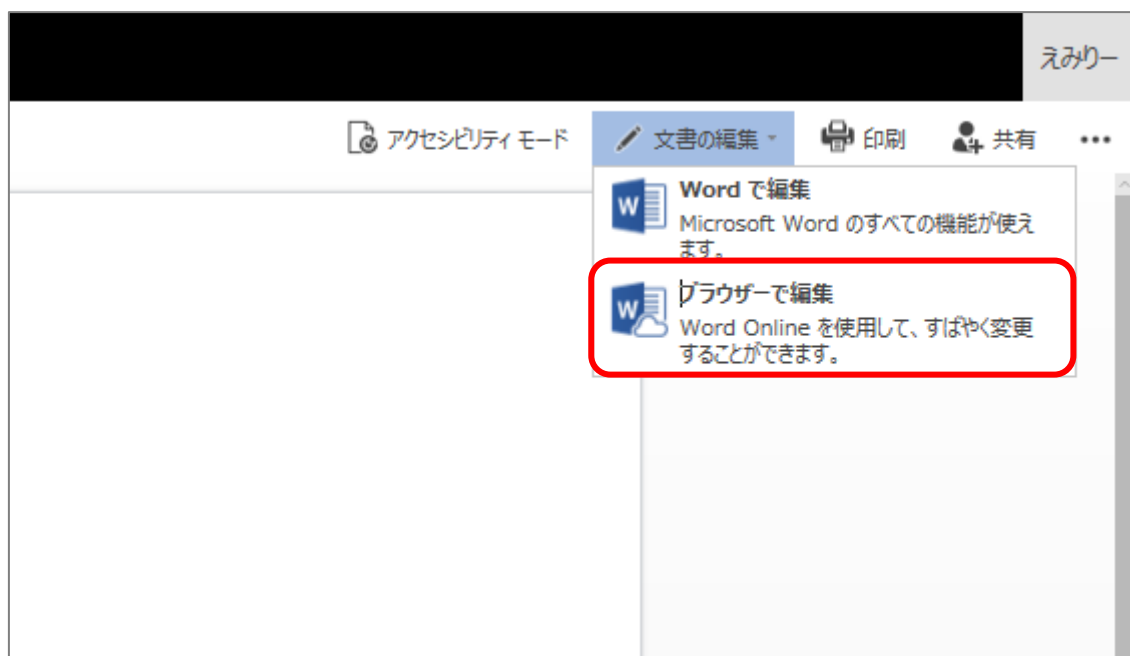 えみりー
アクセシビリティ モード 文書の編集 印刷 共有 •••
Word で編集
Microsoft Word のすべての機能が使え
ます。
ブラウザーで編集
Word Online を使用して、すばやく変更
することができます。